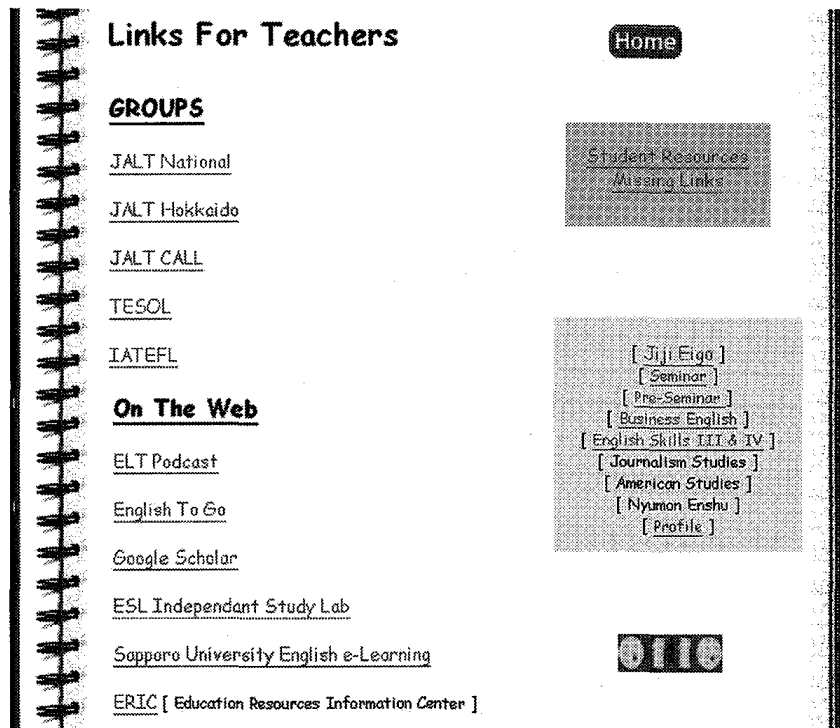 Links For Teachers
Home
GROUPS
JALT National
JALT Hokkaido
JALT CALL
TESOL
IATEFL
On The Web
ELT Podcast
English To Go
Google Scholar
ESL Independant Study Lab
Sapporo University English e-Learning
ERIC [ Education Resources Information Center ]
Student Resources
Missing Links
[ Jiji Eigo ]
[ Seminar ]
[ Pre-Seminar ]
[ Business English ]
[ English Skills III & IV ]
[ Journalism Studies ]
[ American Studies ]
[ Nyumon Enshu ]
[ Profile ]